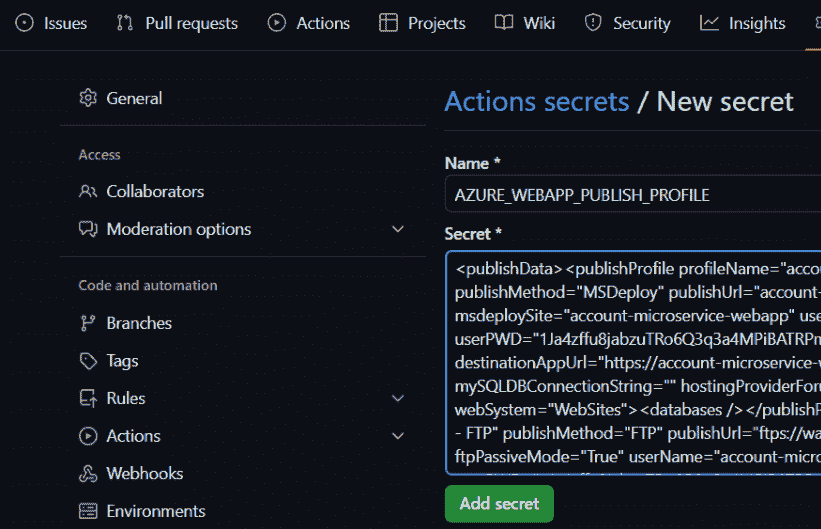 Issues Pull requests Actions Projects Wiki Security Insights
General
Access
Collaborators
Moderation options
Code and automation
Branches
Tags
Rules
Actions
Webhooks
Environments
Actions secrets / New secret
Name *
AZURE_WEBAPP_PUBLISH_PROFILE
Secret *
<publishData><publishProfile profileName="acco
publishMethod="MSDeploy" publishUrl="account-
msdeploySite="account-microservice-webapp" use
userPWD="1Ja4zffu8jabzuTRo6Q3q3a4MPiBATRPm
destinationAppUrl="https://account-microservice-v
mySQLDBConnectionString="" hostingProviderForu
webSystem="WebSites"><databases /></publishP
- FTP" publishMethod="FTP" publishUrl="ftps://wa
ftpPassiveMode="True" userName="account-micro
Add secret